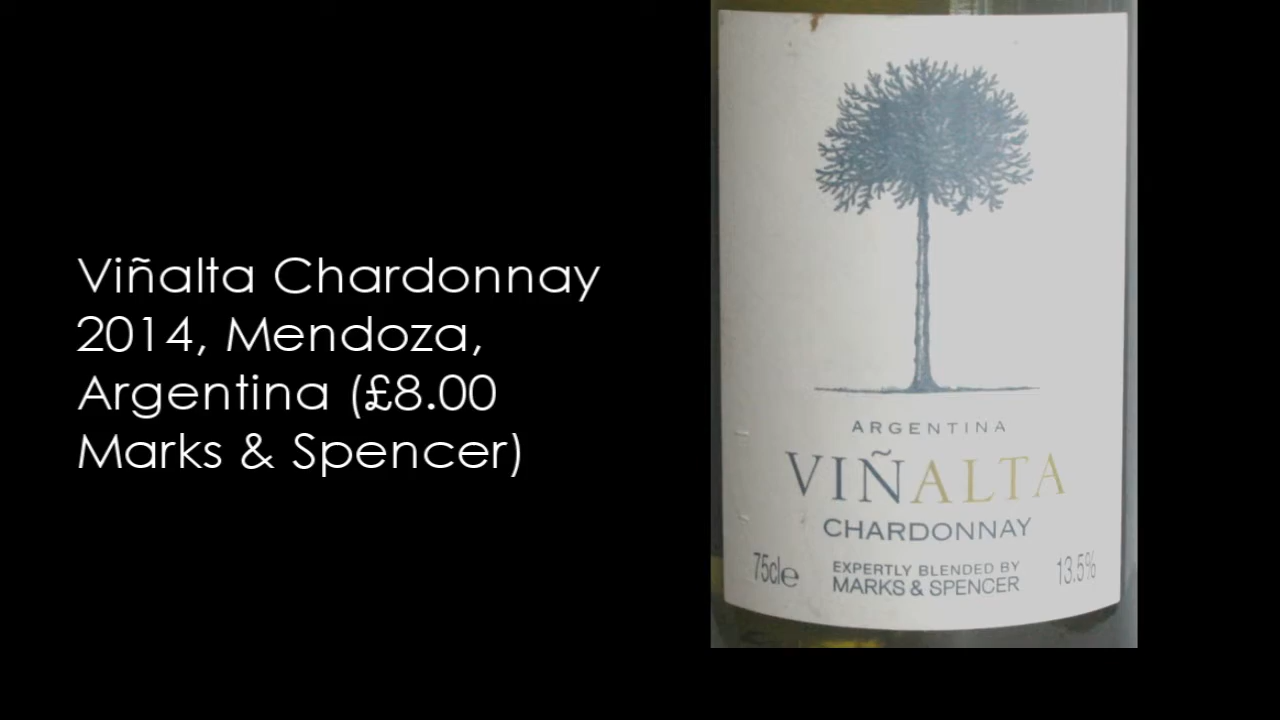 Viñalta Chardonnay
2014, Mendoza,
Argentina (£8.00
Marks & Spencer)
ARGENTINA
VIÑALTA
CHARDONNAY
75cl℮
EXPERTLY BLENDED BY
MARKS & SPENCER
13.5%